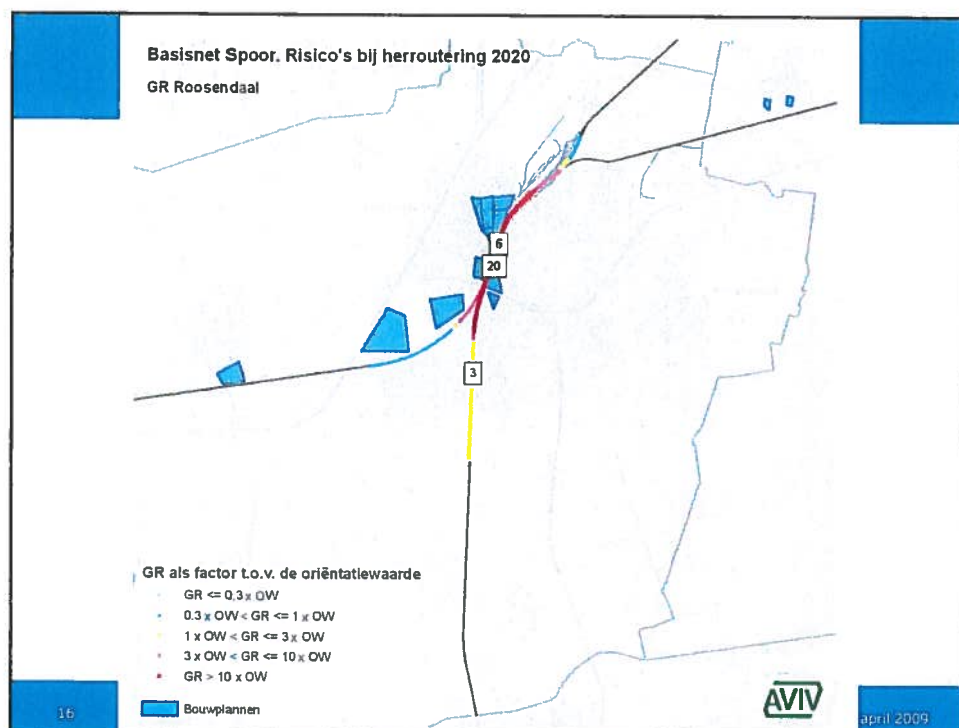 Basisnet Spoor. Risico's bij herroutering 2020
GR Roosendaal
6
20
3
GR als factor t.o.v. de oriëntatiewaarde
GR <= 0.3 x OW
0.3 x OW < GR <= 1 x OW
1 x OW < GR <= 3 x OW
3 x OW < GR <= 10 x OW
GR > 10 x OW
Bouwplannen
16
AVIV
april 2009